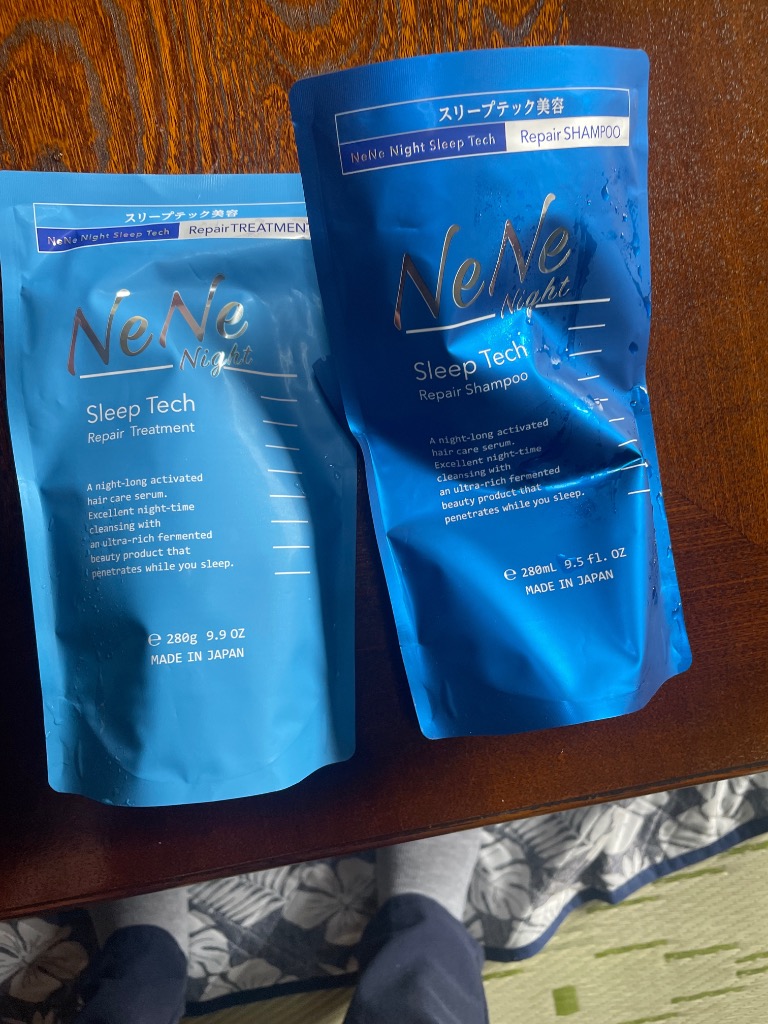 スリープテック美容
NeNe Night Sleep Tech Repair TREATMENT
NeNe
Night
Sleep Tech
Repair Treatment
A night-long activated
hair care serum.
Excellent night-time
cleansing with
an ultra-rich fermented
beauty product that
penetrates while you sleep.
℮ 280g 9.9 OZ
MADE IN JAPAN
スリープテック美容
NeNe Night Sleep Tech Repair SHAMPOO
NeNe
Night
Sleep Tech
Repair Shampoo
A night-long activated
hair care serum.
Excellent night-time
cleansing with
an ultra-rich fermented
beauty product that
penetrates while you sleep.
℮ 280mL 9.5 fl. OZ
MADE IN JAPAN